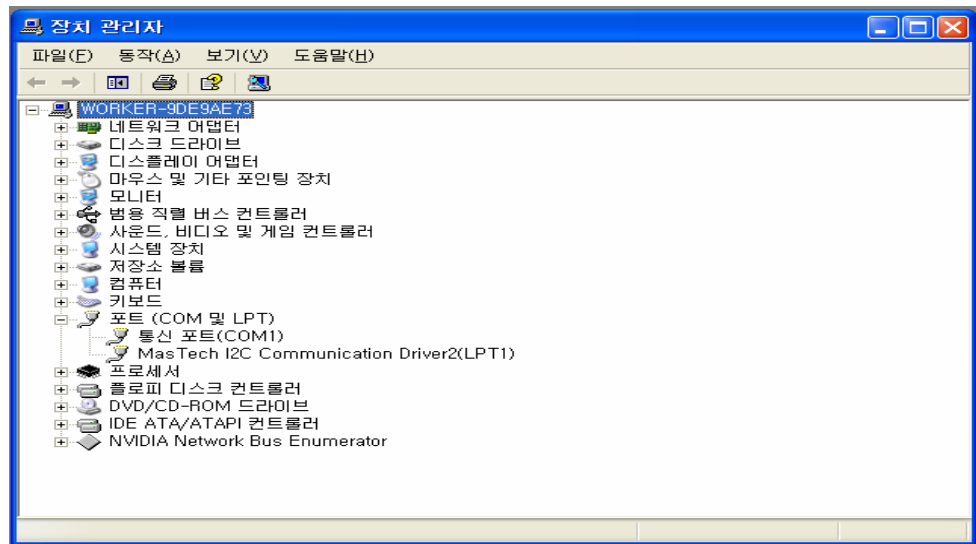 장치 관리자
파일(F) 동작(A) 보기(V) 도움말(H)
WORKER-9DE9AE73
네트워크 어댑터
디스크 드라이브
디스플레이 어댑터
마우스 및 기타 포인팅 장치
모니터
범용 직렬 버스 컨트롤러
사운드, 비디오 및 게임 컨트롤러
시스템 장치
저장소 볼륨
컴퓨터
키보드
포트 (COM 및 LPT)
통신 포트(COM1)
MasTech I2C Communication Driver2(LPT1)
프로세서
플로피 디스크 컨트롤러
DVD/CD-ROM 드라이브
IDE ATA/ATAPI 컨트롤러
NVIDIA Network Bus Enumerator